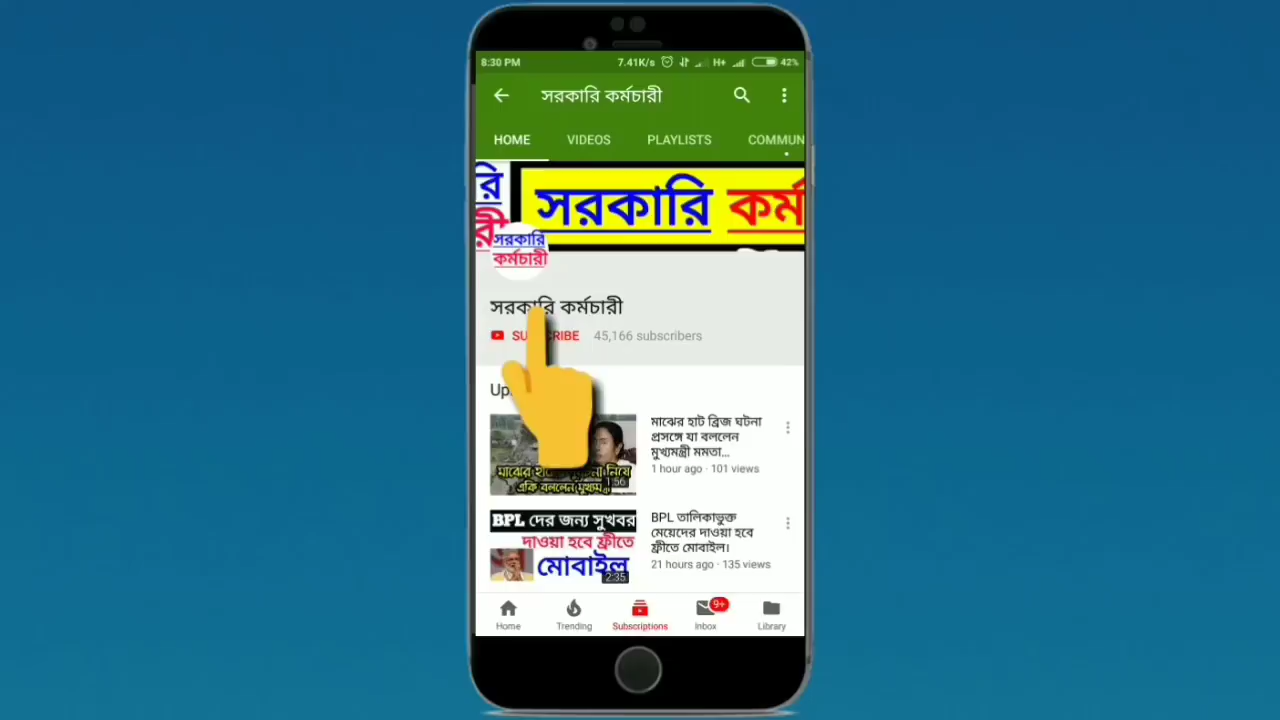 8:30 PM 7.41K/s H+ 42%
সরকারি কর্মচারী
HOME VIDEOS PLAYLISTS COMMUN
রি
সরকারি কর্ম
রী
সরকারি
কর্মচারী
সরকারি কর্মচারী
SUBSCRIBE 45,166 subscribers
মাঝের হাট ব্রিজ ঘটনা
প্রসঙ্গে যা বললেন
মুখ্যমন্ত্রী মমতা...
1 hour ago · 101 views
নিয়ে
একি বললেন
1:56
BPL দের জন্য সুখবর
দাওয়া হবে ফ্রীতে
মোবাইল
2:35
BPL তালিকাভুক্ত
মেয়েদের দাওয়া হবে
ফ্রীতে মোবাইল।
21 hours ago · 135 views
9+
Home Trending Subscriptions Inbox Library